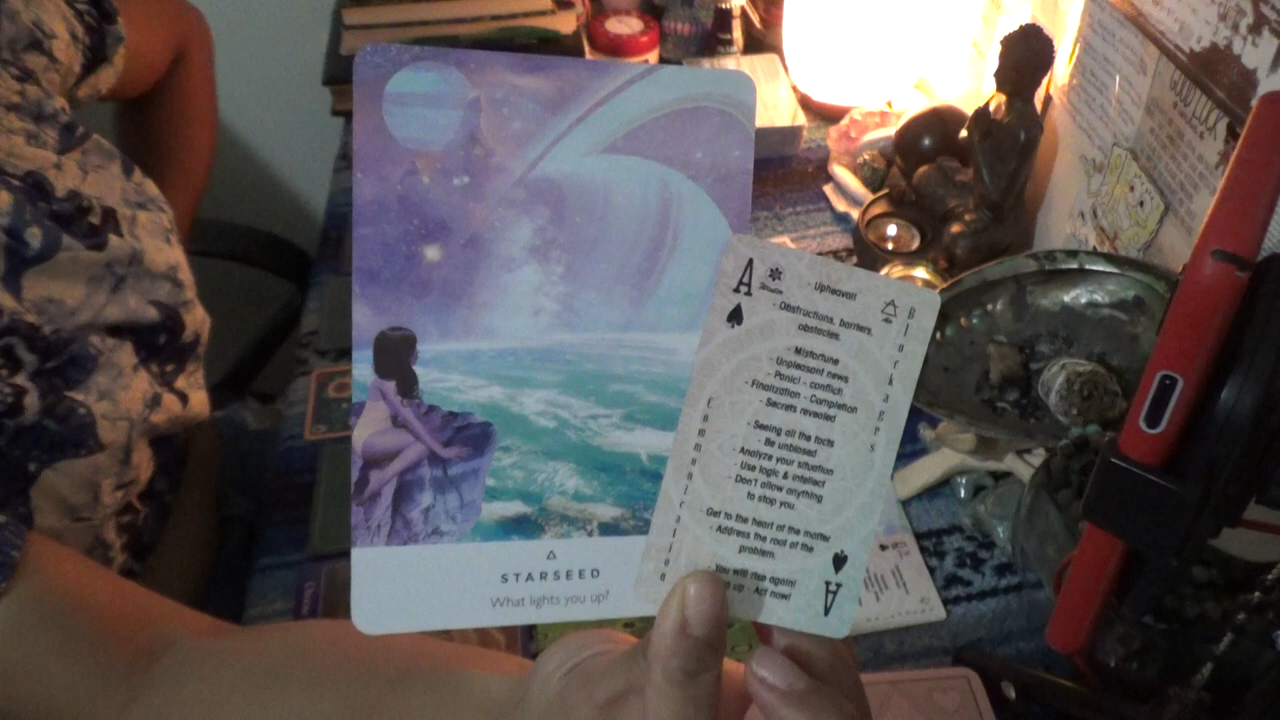 STARSEED
What lights you up?
A
Winter
Air
Blockages
Communication
- Upheaval!
- Obstructions, barriers,
obstacles.
- Misfortune
- Unpleasant news
- Panic! - conflict
- Finalization - Completion
- Secrets revealed
- Seeing all the facts
- Be unbiased
- Analyze your situation
- Use logic & intellect
- Don't allow anything
to stop you.
- Get to the heart of the matter
- Address the root of the
problem.
- You will rise again!
up - Act now!
A
GOOD LUCK